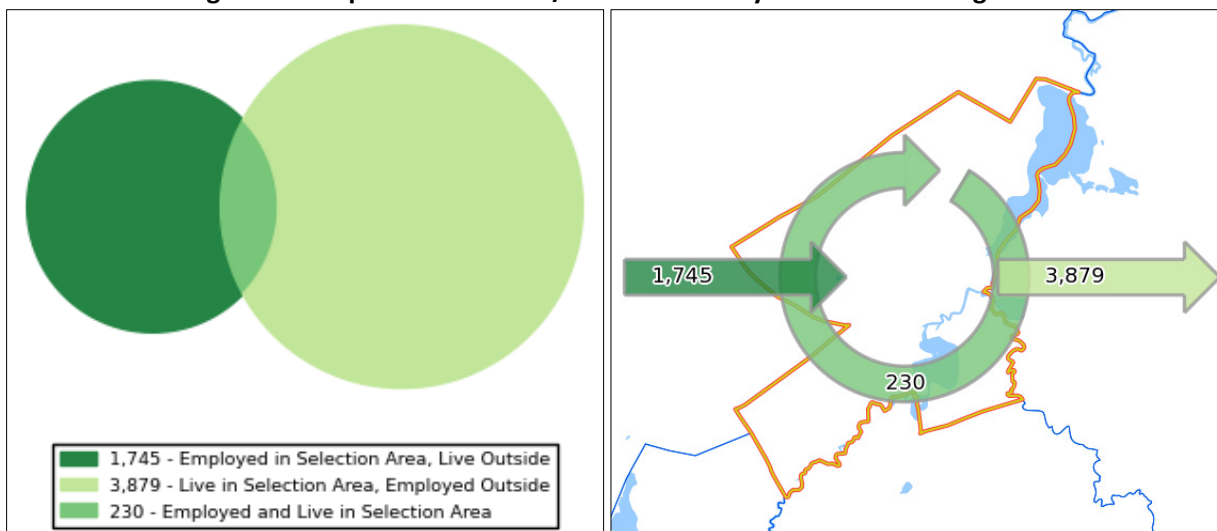 1,745 - Employed in Selection Area, Live Outside
3,879 - Live in Selection Area, Employed Outside
230 - Employed and Live in Selection Area
1,745
3,879
230